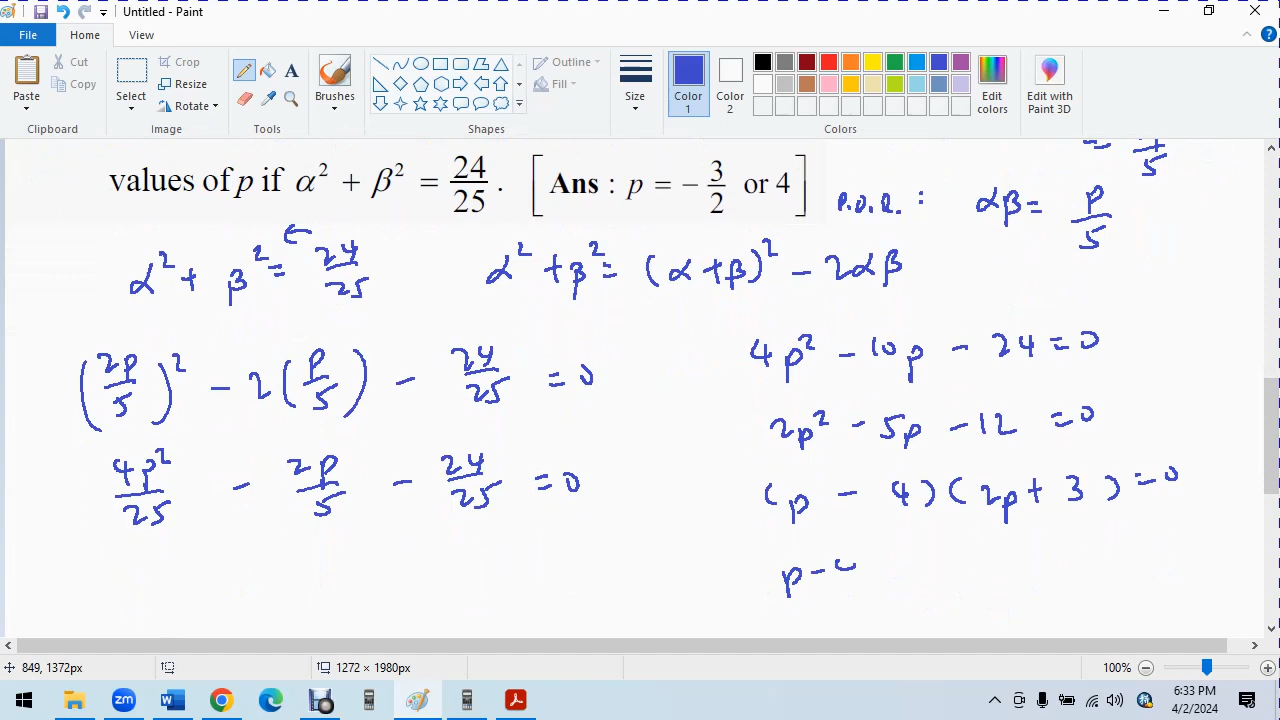 Untitled - Paint
File Home View
Paste Cut Copy Clipboard
Select Crop Resize Rotate Image
Tools
Brushes
Outline Fill Shapes
Size
Color 1 Color 2 Edit colors Colors
Edit with Paint 3D
5
values of p if α² + β² = 24/25 . [ Ans : p = − 3/2 or 4 ]
P.O.R. : αβ = p/5
α² + β² = 24/25
α² + β² = (α + β)² − 2αβ
(2p/5)² − 2(p/5) − 24/25 = 0
4p²/25 − 2p/5 − 24/25 = 0
4p² − 10p − 24 = 0
2p² − 5p − 12 = 0
(p − 4)(2p + 3) = 0
p −
849, 1372px
1272 × 1980px
100%
6:33 PM
4/2/2024